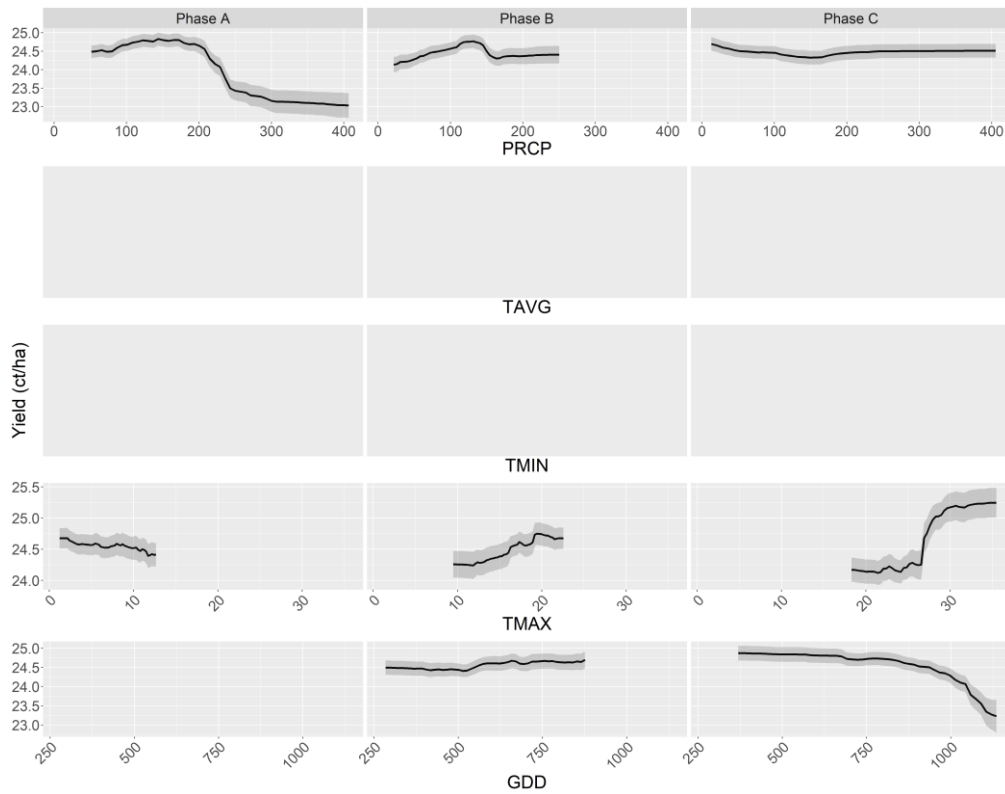 Phase A Phase B Phase C
25.0
24.5
24.0
23.5
23.0
0 100 200 300 400 0 100 200 300 400 0 100 200 300 400
PRCP
TAVG
Yield (ct/ha)
TMIN
25.5
25.0
24.5
24.0
0 10 20 30 0 10 20 30 0 10 20 30
TMAX
25.0
24.5
24.0
23.5
23.0
250 500 750 1000 250 500 750 1000 250 500 750 1000
GDD